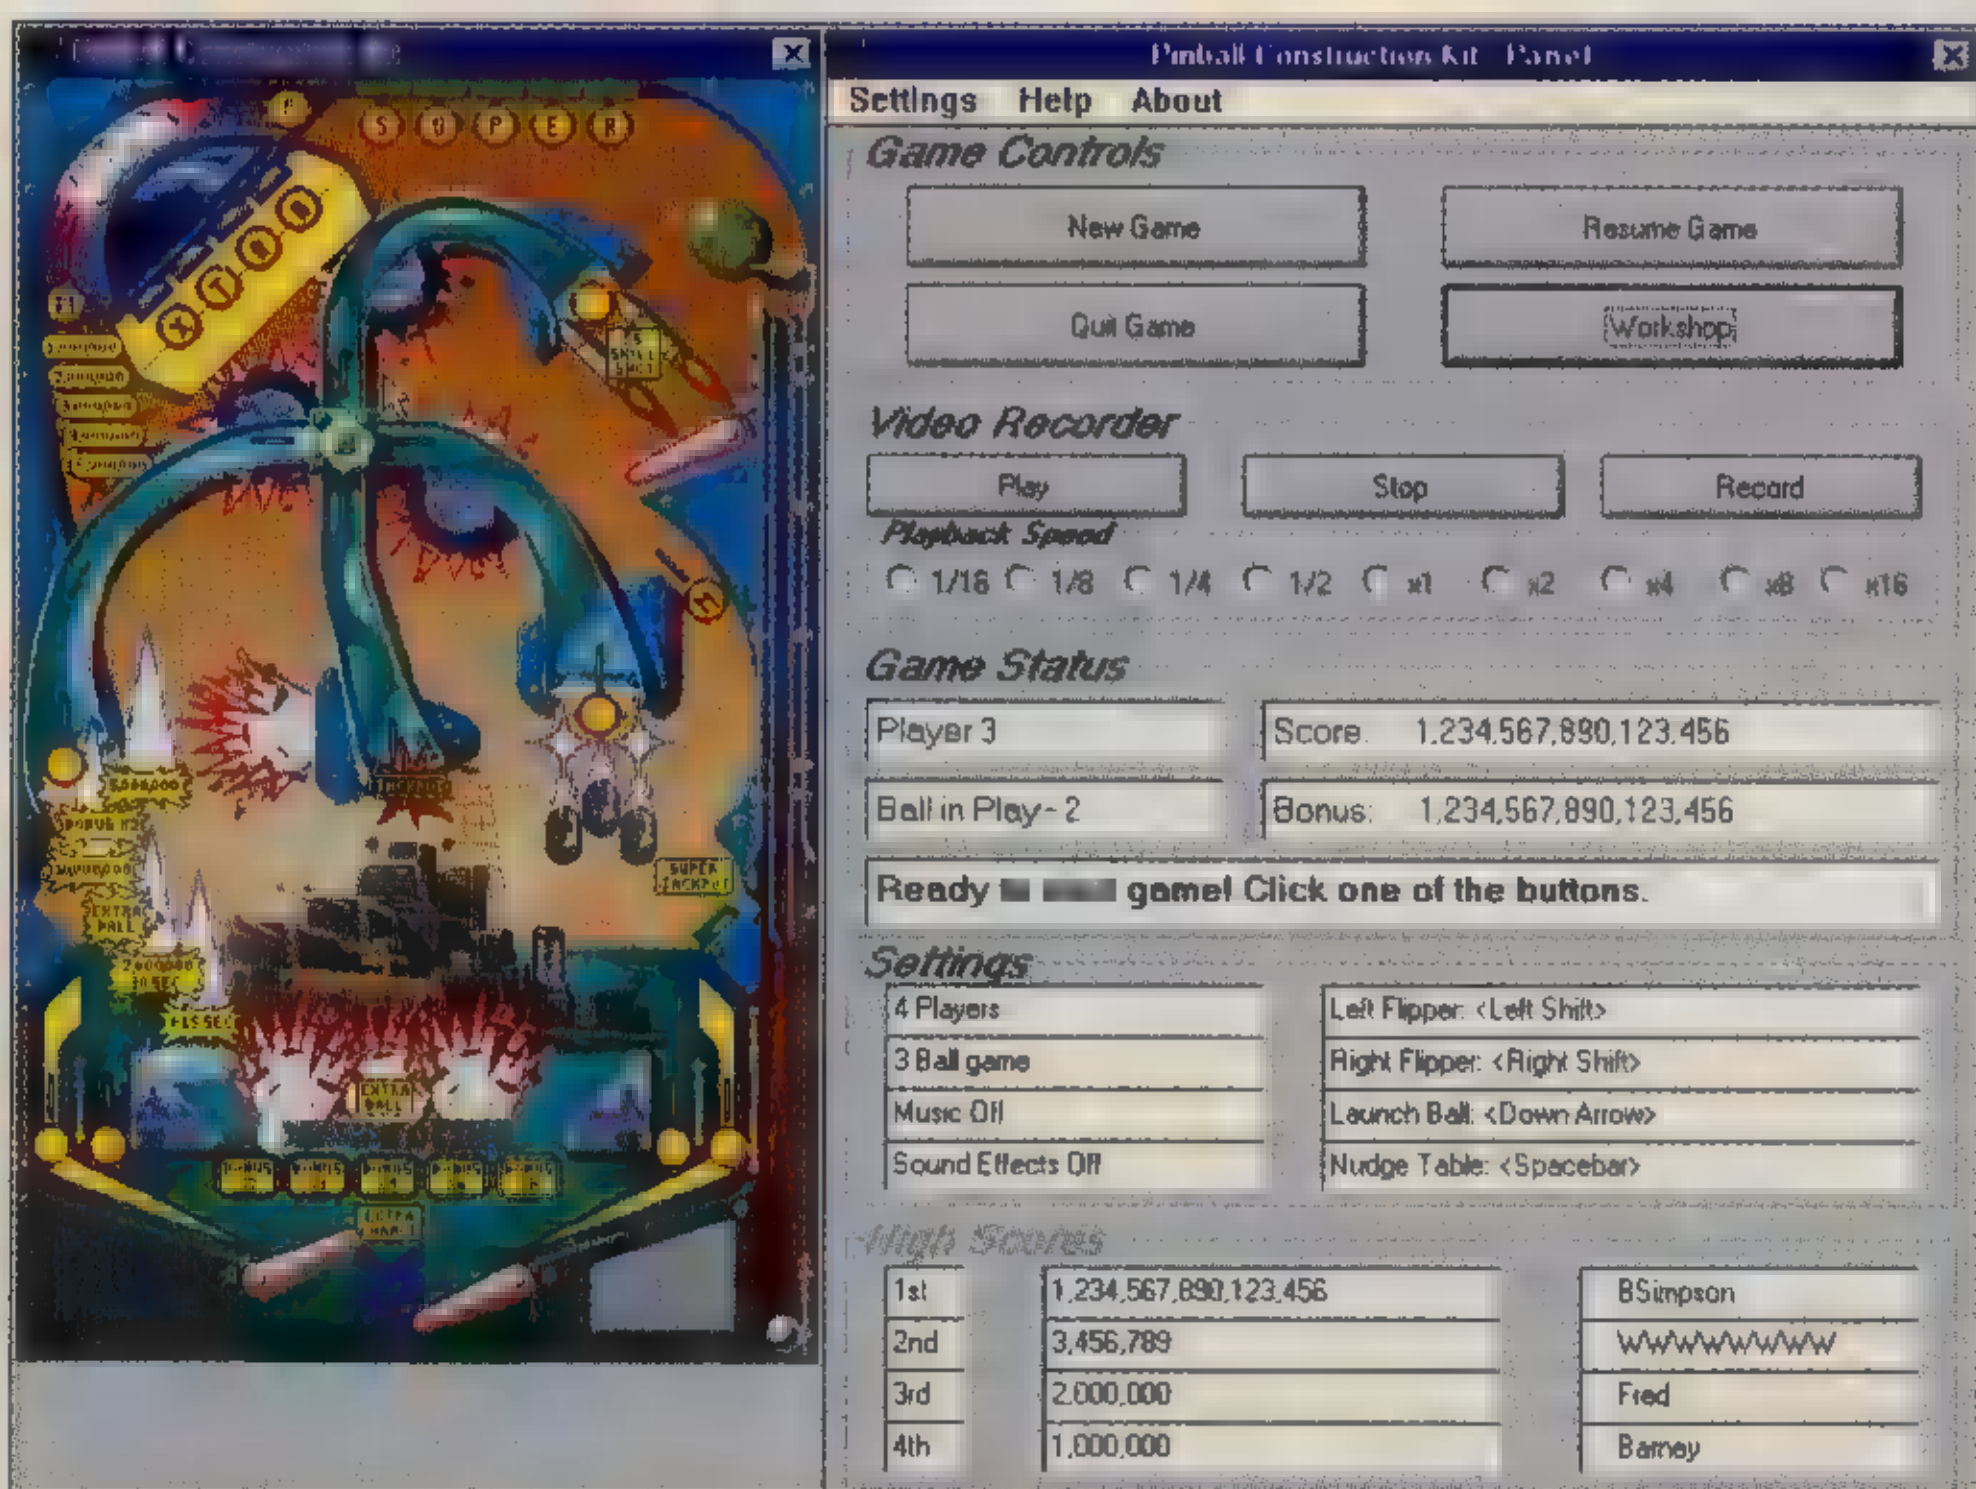 S U P E R
X T R A
SUPER
JACKPOT
EXTRA
BALL
EXTRA
BALL
Pinball Construction Kit Panel
Settings Help About
Game Controls
New Game Resume Game
Quit Game Workshop
Video Recorder
Play Stop Record
Playback Speed
1/16 1/8 1/4 1/2 x1 x2 x4 x8 x16
Game Status
Player 3 Score: 1,234,567,890,123,456
Ball in Play - 2 Bonus: 1,234,567,890,123,456
Ready game! Click one of the buttons.
Settings
4 Players Left Flipper: <Left Shift>
3 Ball game Right Flipper: <Right Shift>
Music Off Launch Ball: <Down Arrow>
Sound Effects Off Nudge Table: <Spacebar>
High Scores
1st 1,234,567,890,123,456 BSimpson
2nd 3,456,789 WWWWWWWW
3rd 2,000,000 Fred
4th 1,000,000 Barney